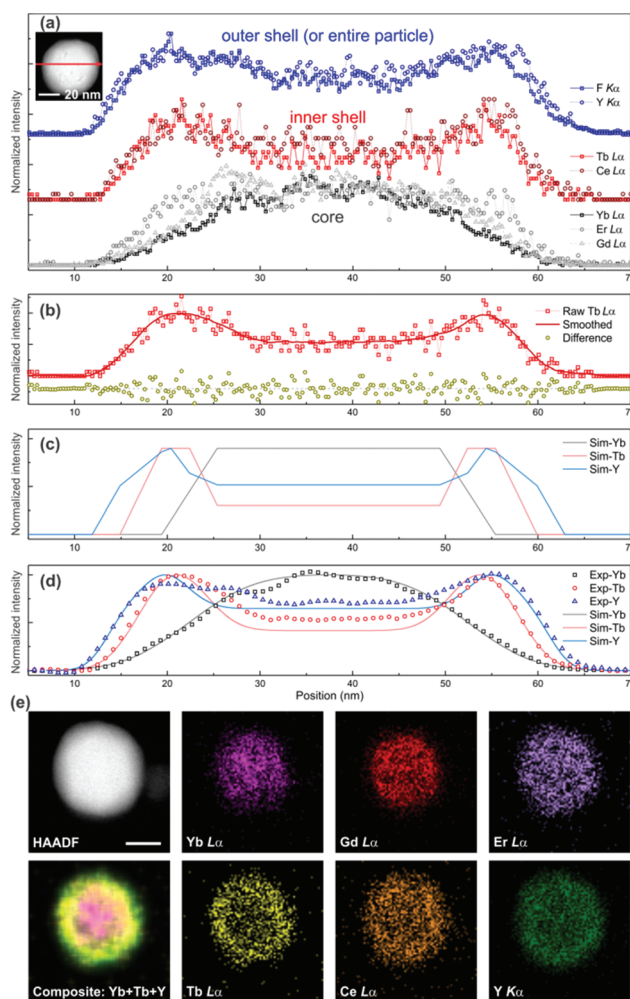 (a)
outer shell (or entire particle)
20 nm
F Kα
Y Kα
inner shell
Tb Lα
Ce Lα
core
Yb Lα
Er Lα
Gd Lα
Normalized intensity
10 20 30 40 50 60 70
(b)
Raw Tb Lα
Smoothed
Difference
Normalized intensity
10 20 30 40 50 60 70
(c)
Sim-Yb
Sim-Tb
Sim-Y
Normalized intensity
10 20 30 40 50 60 70
(d)
Exp-Yb
Exp-Tb
Exp-Y
Sim-Yb
Sim-Tb
Sim-Y
Normalized intensity
10 20 30 40 50 60 70
Position (nm)
(e)
HAADF
Yb Lα
Gd Lα
Er Lα
Composite: Yb+Tb+Y
Tb Lα
Ce Lα
Y Kα